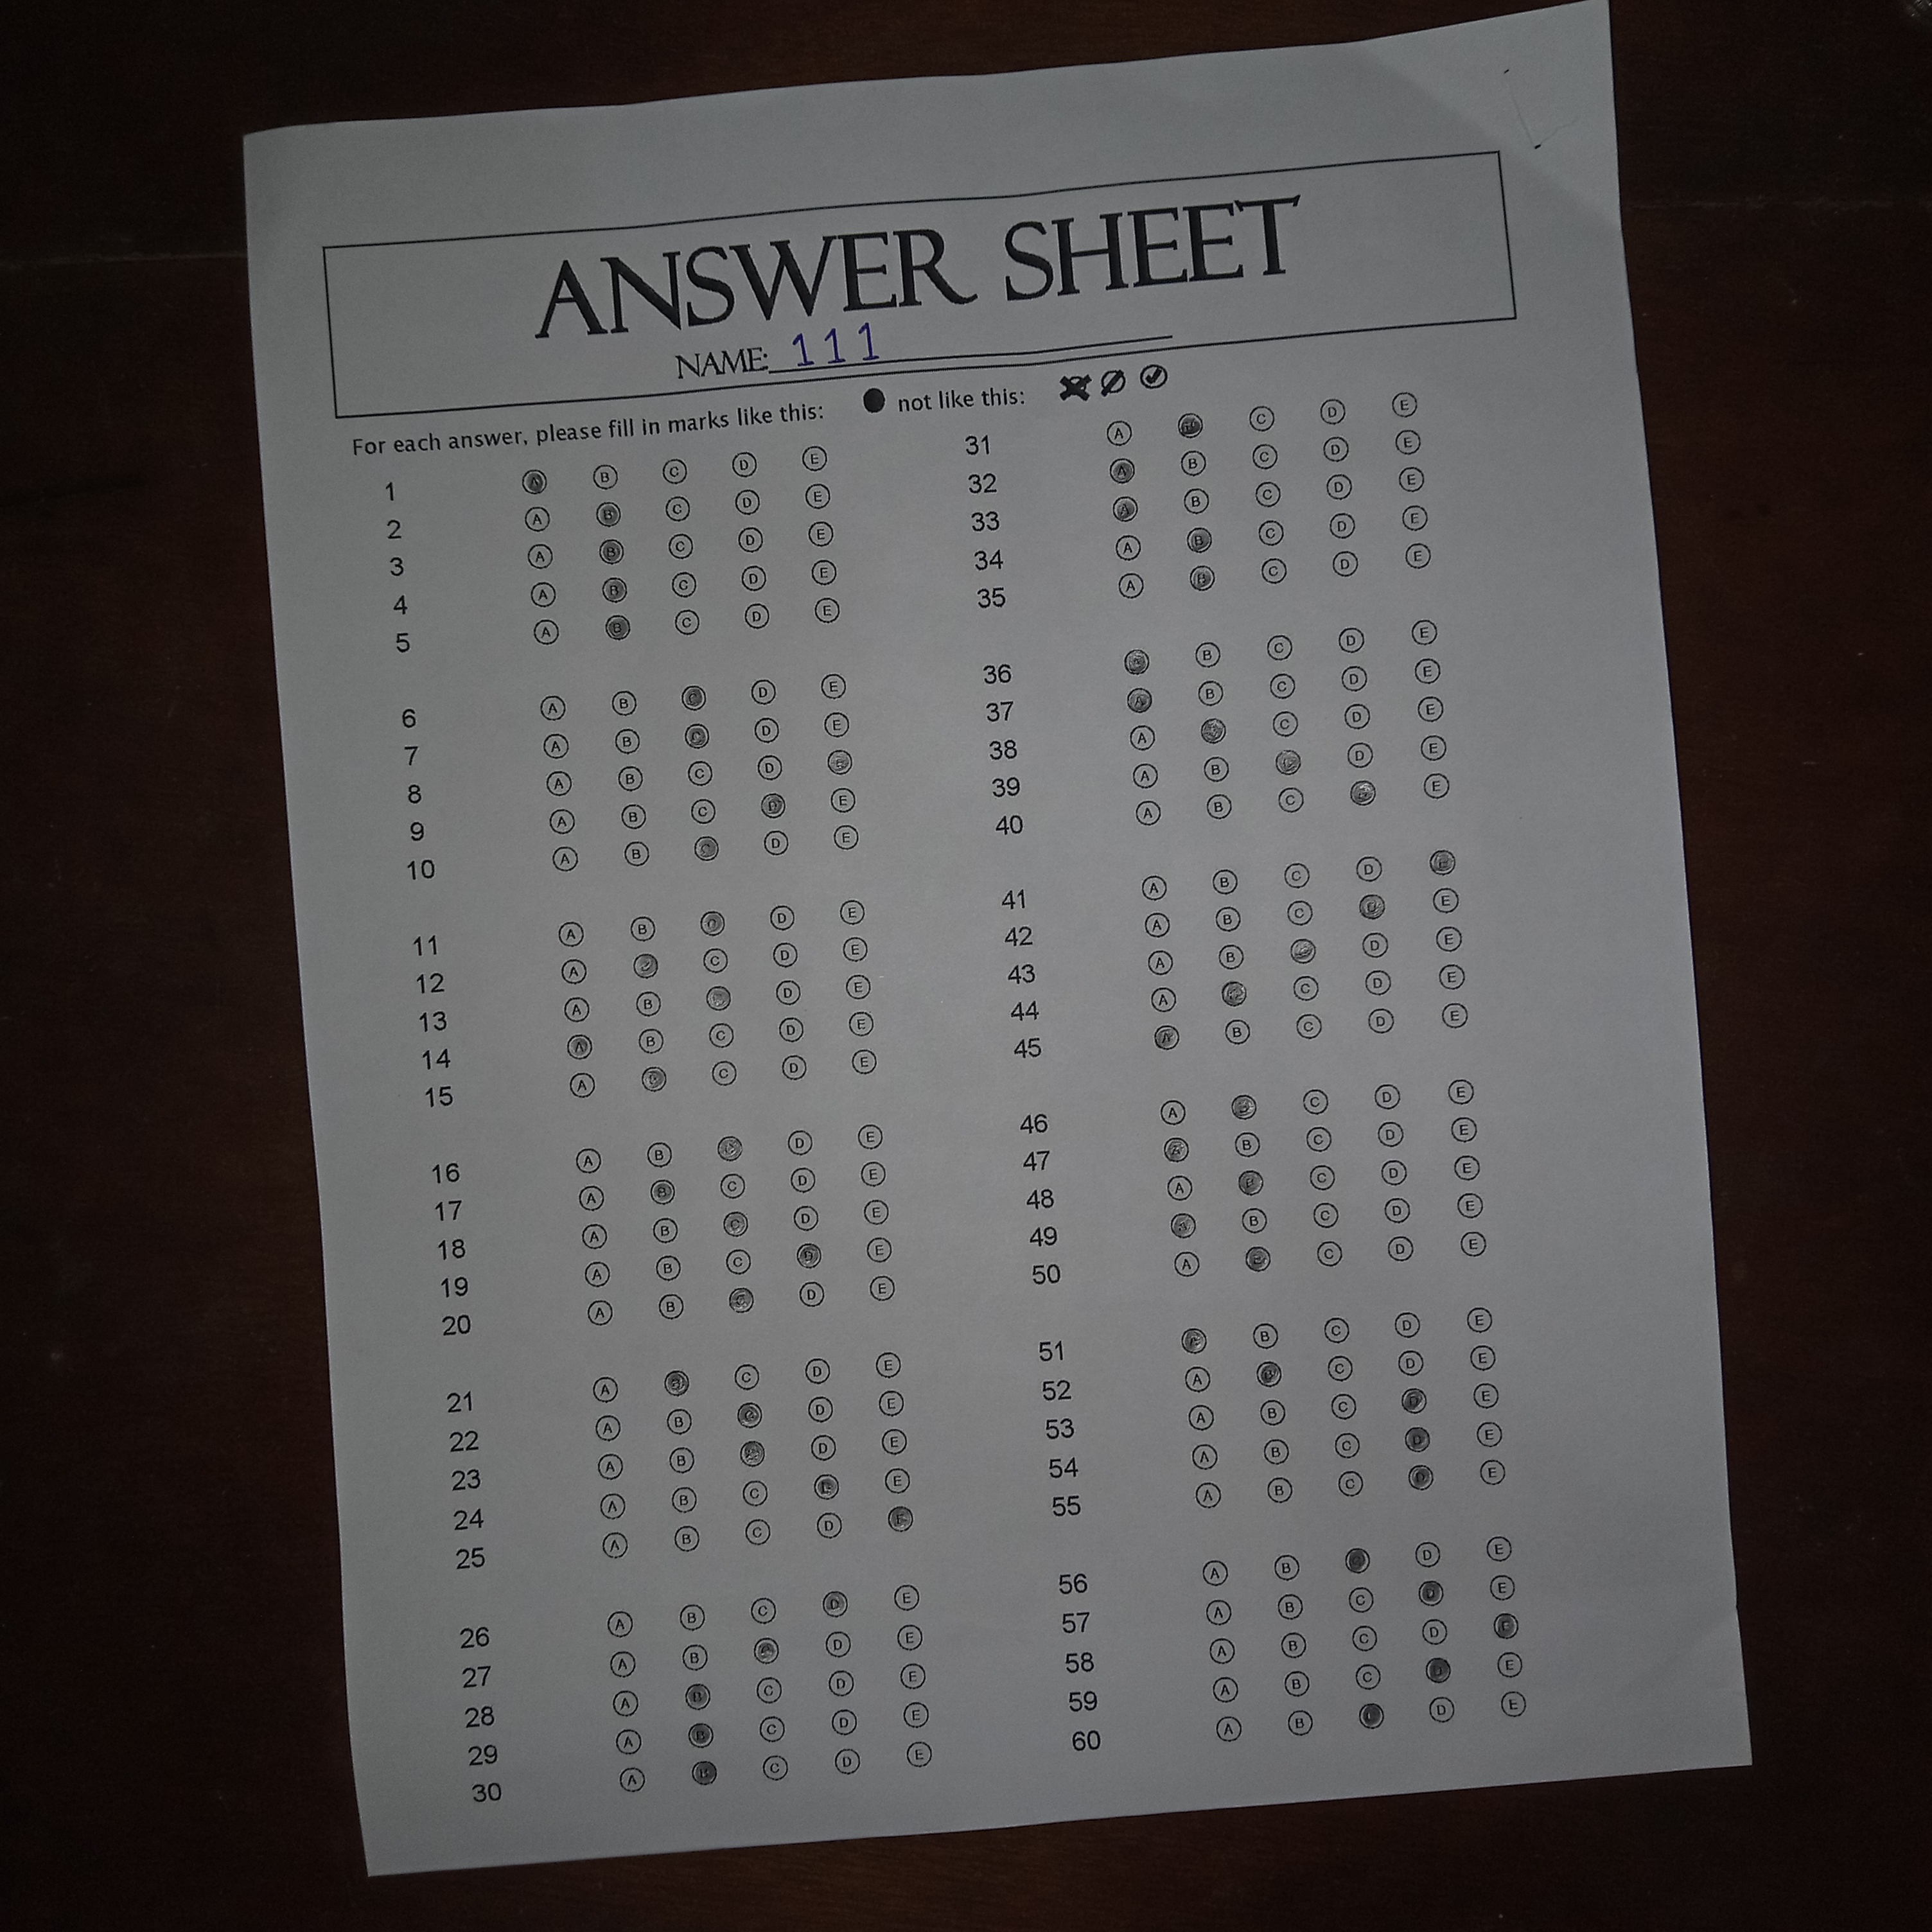 ANSWER SHEET
NAME: 111
For each answer, please fill in marks like this: not like this:
1 A B C D E
2 A B C D E
3 A B C D E
4 A B C D E
5 A B C D E
6 A B C D E
7 A B C D E
8 A B C D E
9 A B C D E
10 A B C D E
11 A B C D E
12 A B C D E
13 A B C D E
14 A B C D E
15 A B C D E
16 A B C D E
17 A B C D E
18 A B C D E
19 A B C D E
20 A B C D E
21 A B C D E
22 A B C D E
23 A B C D E
24 A B C D E
25 A B C D E
26 A B C D E
27 A B C D E
28 A B C D E
29 A B C D E
30 A B C D E
31 A B C D E
32 A B C D E
33 A B C D E
34 A B C D E
35 A B C D E
36 A B C D E
37 A B C D E
38 A B C D E
39 A B C D E
40 A B C D E
41 A B C D E
42 A B C D E
43 A B C D E
44 A B C D E
45 A B C D E
46 A B C D E
47 A B C D E
48 A B C D E
49 A B C D E
50 A B C D E
51 A B C D E
52 A B C D E
53 A B C D E
54 A B C D E
55 A B C D E
56 A B C D E
57 A B C D E
58 A B C D E
59 A B C D E
60 A B C D E